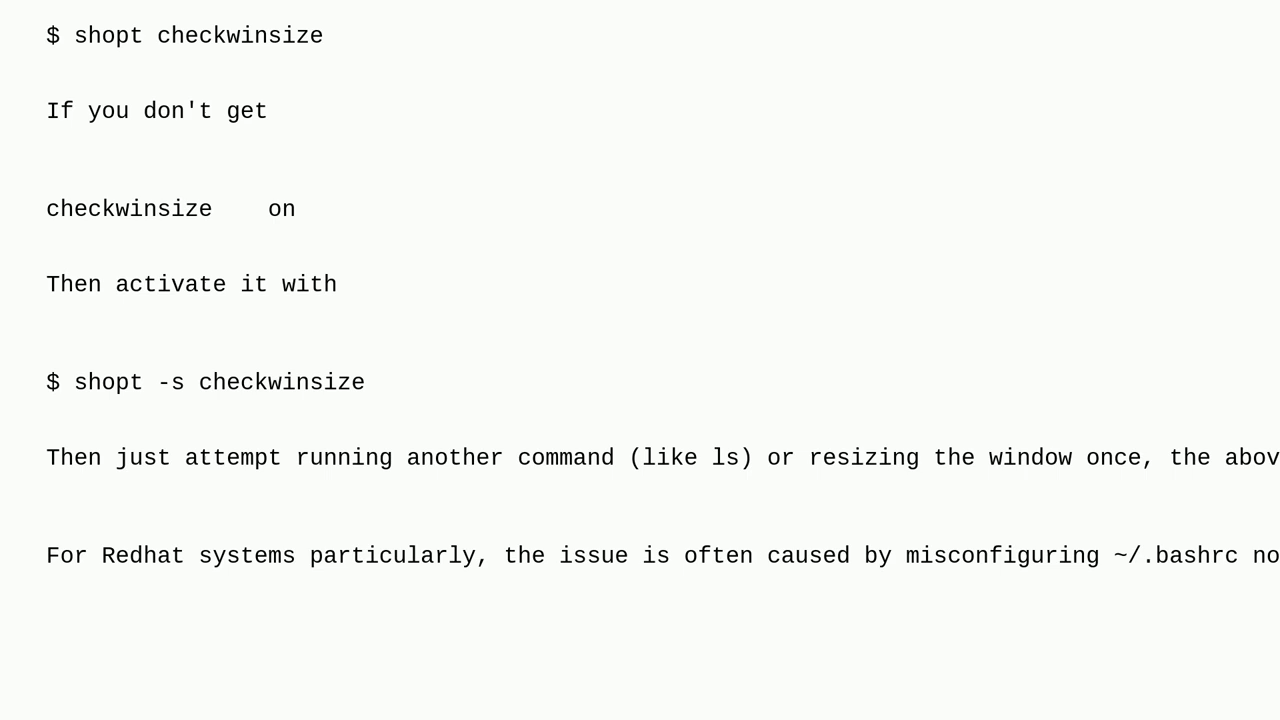 $ shopt checkwinsize
If you don't get
checkwinsize    on
Then activate it with
$ shopt -s checkwinsize
Then just attempt running another command (like ls) or resizing the window once, the abov
For Redhat systems particularly, the issue is often caused by misconfiguring ~/.bashrc no